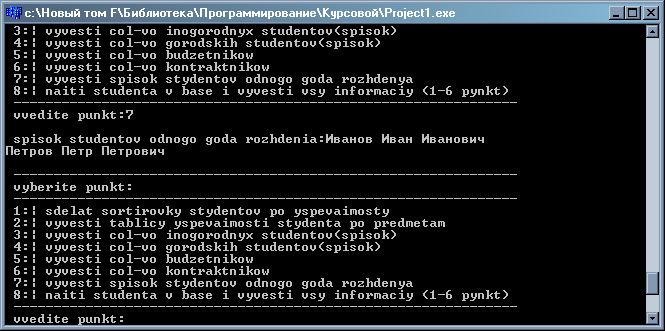 c:\Новый том F\Библиотека\Программирование\Курсовой\Project1.exe
3:| vyvesti col-vo inogorodnyx studentov(spisok)
4:| vyvesti col-vo gorodskih studentov(spisok)
5:| vyvesti col-vo budzetnikow
6:| vyvesti col-vo kontraktnikow
7:| vyvesti spisok stydentov odnogo goda rozhdenya
8:| naiti studenta v base i vyvesti vsy informaciy (1-6 pynkt)
----------------------------------------------------------------
vvedite punkt:7
spisok studentov odnogo goda rozhdenia:Иванов Иван Иванович
Петров Петр Петрович
----------------------------------------------------------------
vyberite punkt:
----------------------------------------------------------------
1:| sdelat sortirovky stydentov po yspevaimosty
2:| vyvesti tablicy yspevaimosti studenta po predmetam
3:| vyvesti col-vo inogorodnyx studentov(spisok)
4:| vyvesti col-vo gorodskih studentov(spisok)
5:| vyvesti col-vo budzetnikow
6:| vyvesti col-vo kontraktnikow
7:| vyvesti spisok stydentov odnogo goda rozhdenya
8:| naiti studenta v base i vyvesti vsy informaciy (1-6 pynkt)
----------------------------------------------------------------
vvedite punkt: